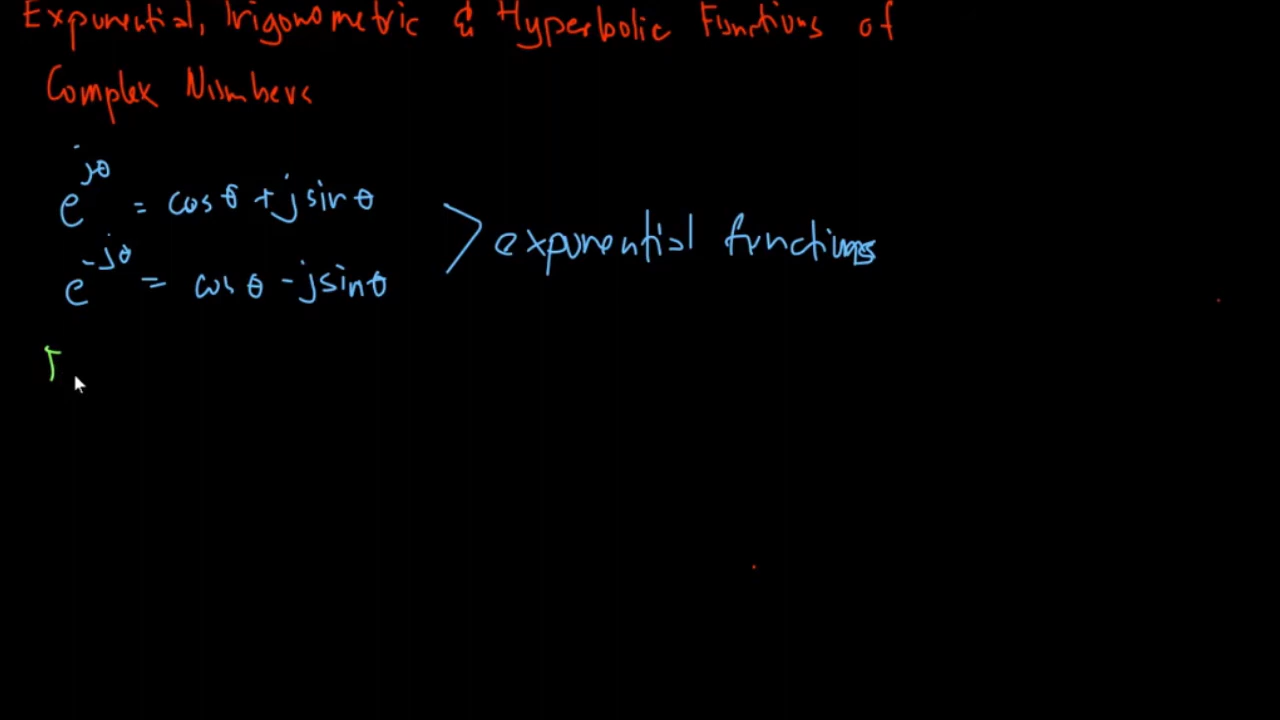 Exponential, Trigonometric & Hyperbolic Functions of
Complex Numbers
e^{jθ} = cosθ + jsinθ
e^{-jθ} = cosθ - jsinθ
> exponential functions